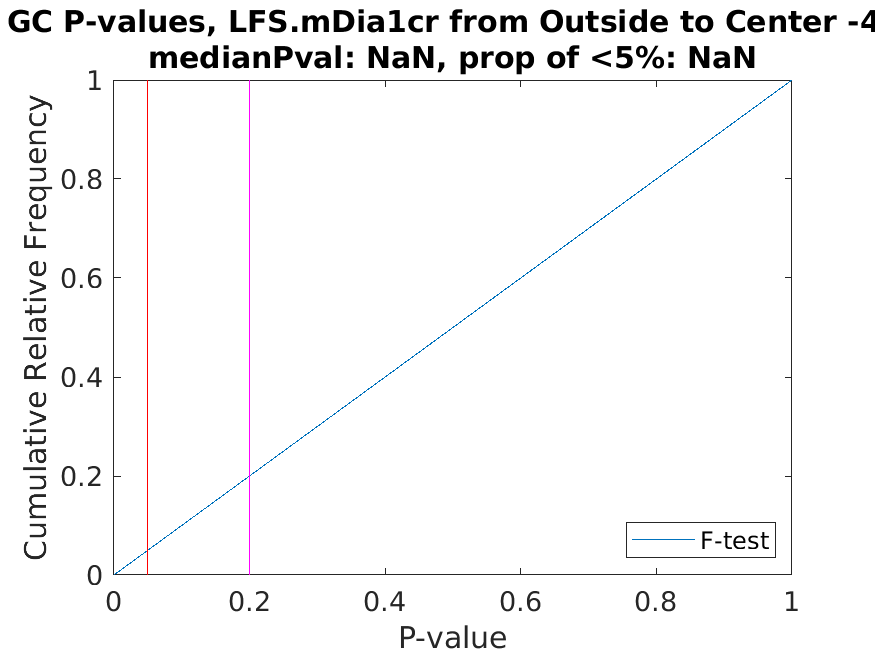 GC P-values, LFS.mDia1cr from Outside to Center -4
medianPval: NaN, prop of <5%: NaN
Cumulative Relative Frequency
1
0.8
0.6
0.4
0.2
0
F-test
0 0.2 0.4 0.6 0.8 1
P-value